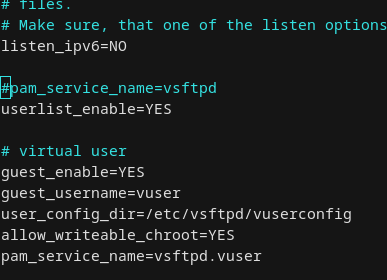 # files.
# Make sure, that one of the listen options
listen_ipv6=NO
#pam_service_name=vsftpd
userlist_enable=YES
# virtual user
guest_enable=YES
guest_username=vuser
user_config_dir=/etc/vsftpd/vuserconfig
allow_writeable_chroot=YES
pam_service_name=vsftpd.vuser